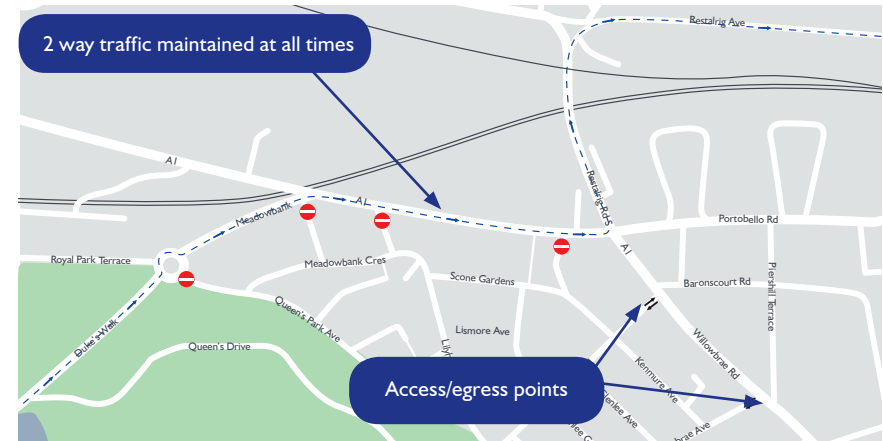 Restalrig Ave
2 way traffic maintained at all times
A1
A1
Restalrig Rd S
Meadowbank
Portobello Rd
A1
Royal Park Terrace
Meadowbank Cres
Scone Gardens
Baronscourt Rd
Piershill Terrace
Queen's Park Ave
Lismore Ave
Duke's Walk
Queen's Drive
Willowbrae Rd
Kenmure Ave
Access/egress points